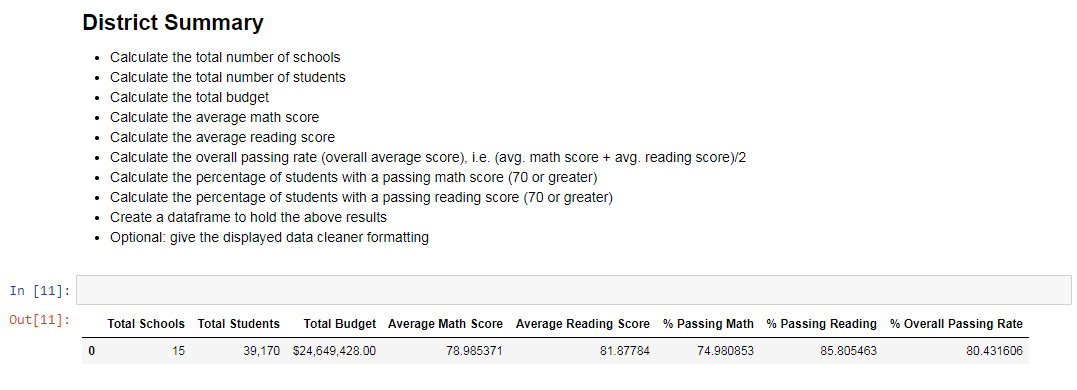 District Summary
• Calculate the total number of schools
• Calculate the total number of students
• Calculate the total budget
• Calculate the average math score
• Calculate the average reading score
• Calculate the overall passing rate (overall average score), i.e. (avg. math score + avg. reading score)/2
• Calculate the percentage of students with a passing math score (70 or greater)
• Calculate the percentage of students with a passing reading score (70 or greater)
• Create a dataframe to hold the above results
• Optional: give the displayed data cleaner formatting
In [11]:
Out[11]:
Total Schools Total Students Total Budget Average Math Score Average Reading Score % Passing Math % Passing Reading % Overall Passing Rate
0 15 39,170 $24,649,428.00 78.985371 81.87784 74.980853 85.805463 80.431606